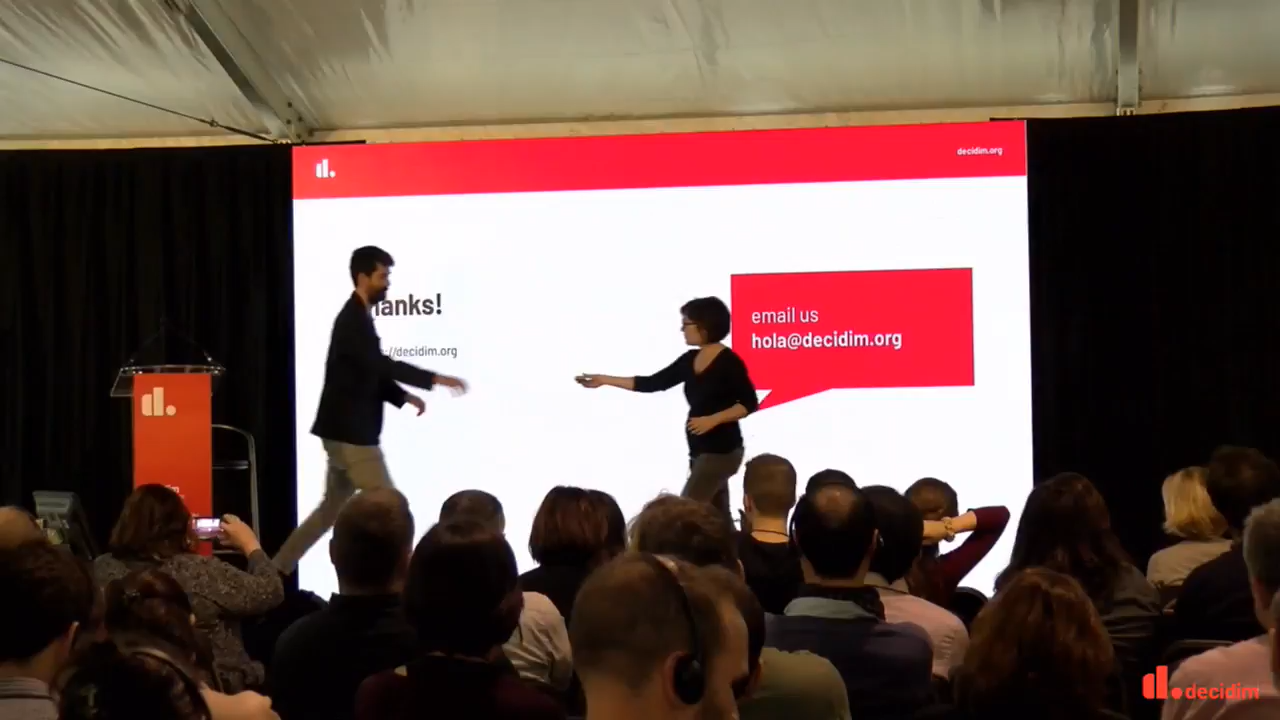 d.
decidim.org
hanks!
://decidim.org
email us
hola@decidim.org
d.
d.decidim